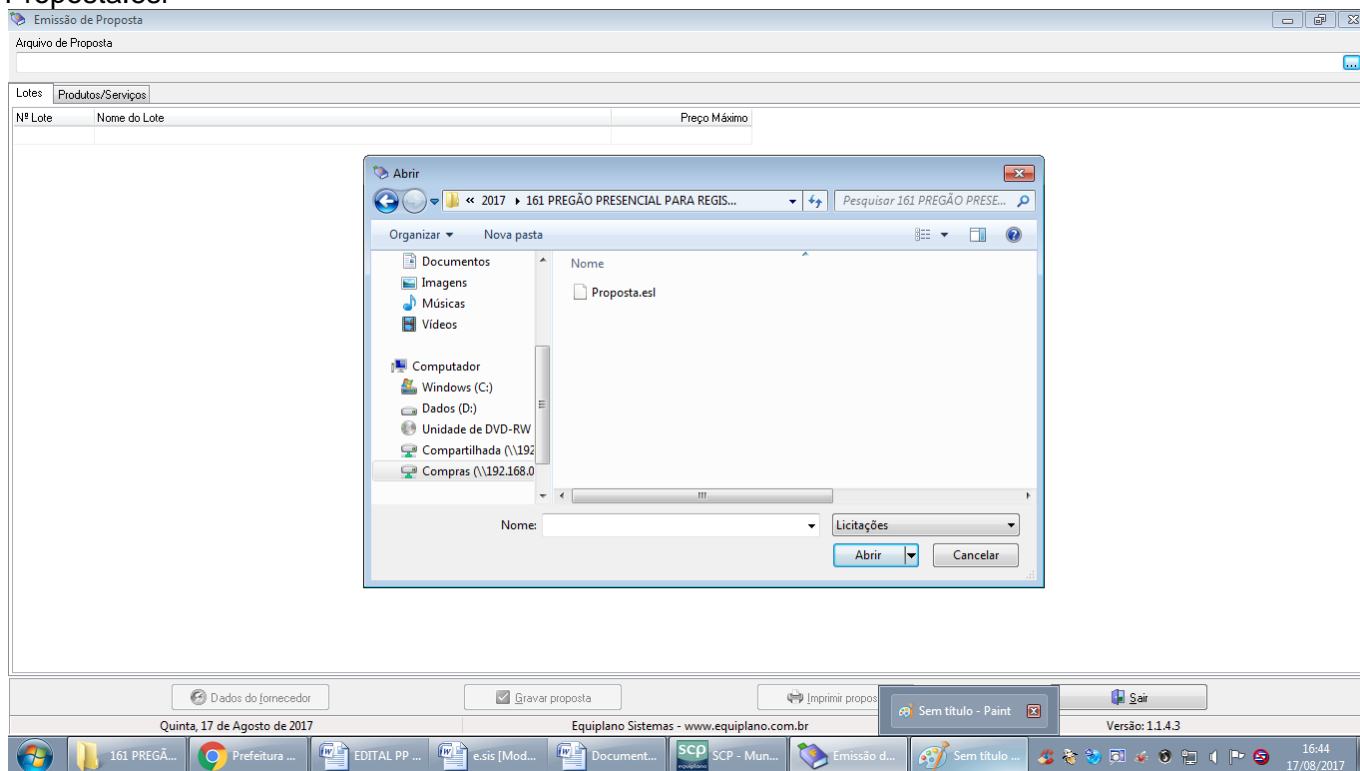 Emissão de Proposta
Arquivo de Proposta
...
Lotes Produtos/Serviços
Nº Lote Nome do Lote Preço Máximo
Abrir
« 2017 161 PREGÃO PRESENCIAL PARA REGIS...
Pesquisar 161 PREGÃO PRESE...
Organizar Nova pasta
Documentos
Imagens
Músicas
Vídeos
Computador
Windows (C:)
Dados (D:)
Unidade de DVD-RW
Compartilhada (\\192
Compras (\\192.168.0
Nome
Proposta.esl
Nome:
Licitações
Abrir Cancelar
Dados do fornecedor Gravar proposta Imprimir propos Sair
Sem título - Paint
Quinta, 17 de Agosto de 2017 Equiplano Sistemas - www.equiplano.com.br Versão: 1.1.4.3
161 PREGÃ... Prefeitura ... EDITAL PP ... e.sis [Mod... Document... scp equiplano SCP - Mun... Emissão d... Sem título ... 16:44
17/08/2017